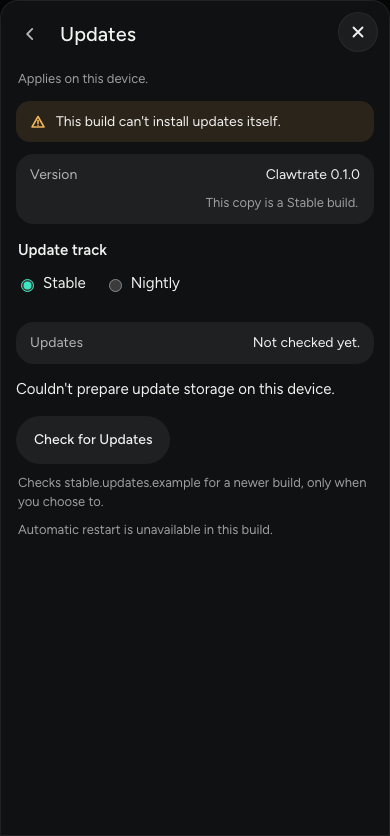 Updates
Applies on this device.
This build can't install updates itself.
Version
Clawtrate 0.1.0
This copy is a Stable build.
Update track
Stable
Nightly
Updates
Not checked yet.
Couldn't prepare update storage on this device.
Check for Updates
Checks stable.updates.example for a newer build, only when
you choose to.
Automatic restart is unavailable in this build.